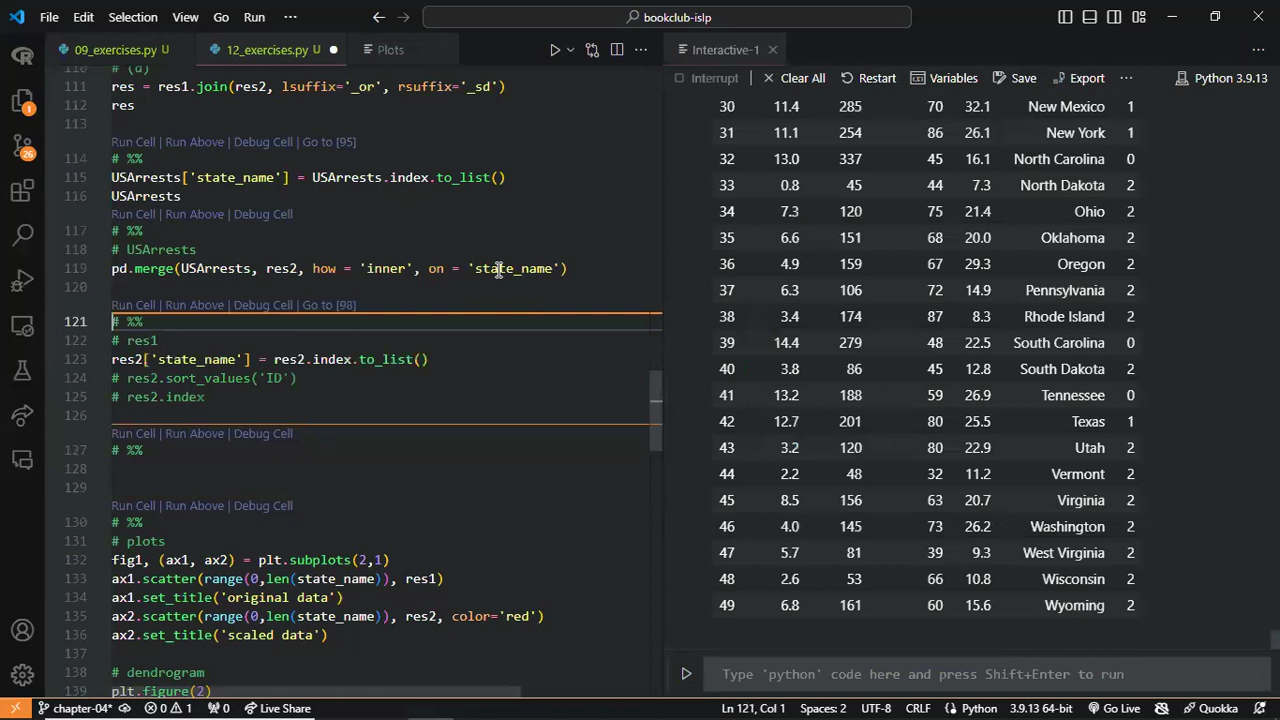 File Edit Selection View Go Run ··· bookclub-islp
09_exercises.py 12_exercises.py Plots Interactive-1
Interrupt Clear All Restart Variables Save Export ··· Python 3.9.13
110 # (d)
111 res = res1.join(res2, lsuffix='_or', rsuffix='_sd')
112 res
113
Run Cell | Run Above | Debug Cell | Go to [95]
114 # %%
115 USArrests['state_name'] = USArrests.index.to_list()
116 USArrests
Run Cell | Run Above | Debug Cell
117 # %%
118 # USArrests
119 pd.merge(USArrests, res2, how = 'inner', on = 'state_name')
120
Run Cell | Run Above | Debug Cell | Go to [98]
121 # %%
122 # res1
123 res2['state_name'] = res2.index.to_list()
124 # res2.sort_values('ID')
125 # res2.index
126
Run Cell | Run Above | Debug Cell
127 # %%
128
129
Run Cell | Run Above | Debug Cell
130 # %%
131 # plots
132 fig1, (ax1, ax2) = plt.subplots(2,1)
133 ax1.scatter(range(0,len(state_name)), res1)
134 ax1.set_title('original data')
135 ax2.scatter(range(0,len(state_name)), res2, color='red')
136 ax2.set_title('scaled data')
137
138 # dendrogram
139 plt.figure(2)
30 11.4 285 70 32.1 New Mexico 1
31 11.1 254 86 26.1 New York 1
32 13.0 337 45 16.1 North Carolina 0
33 0.8 45 44 7.3 North Dakota 2
34 7.3 120 75 21.4 Ohio 2
35 6.6 151 68 20.0 Oklahoma 2
36 4.9 159 67 29.3 Oregon 2
37 6.3 106 72 14.9 Pennsylvania 2
38 3.4 174 87 8.3 Rhode Island 2
39 14.4 279 48 22.5 South Carolina 0
40 3.8 86 45 12.8 South Dakota 2
41 13.2 188 59 26.9 Tennessee 0
42 12.7 201 80 25.5 Texas 1
43 3.2 120 80 22.9 Utah 2
44 2.2 48 32 11.2 Vermont 2
45 8.5 156 63 20.7 Virginia 2
46 4.0 145 73 26.2 Washington 2
47 5.7 81 39 9.3 West Virginia 2
48 2.6 53 66 10.8 Wisconsin 2
49 6.8 161 60 15.6 Wyoming 2
Type 'python' code here and press Shift+Enter to run
1
26
chapter-04* 0 1 0 Live Share Ln 121, Col 1 Spaces: 2 UTF-8 CRLF Python 3.9.13 64-bit Go Live Quokka